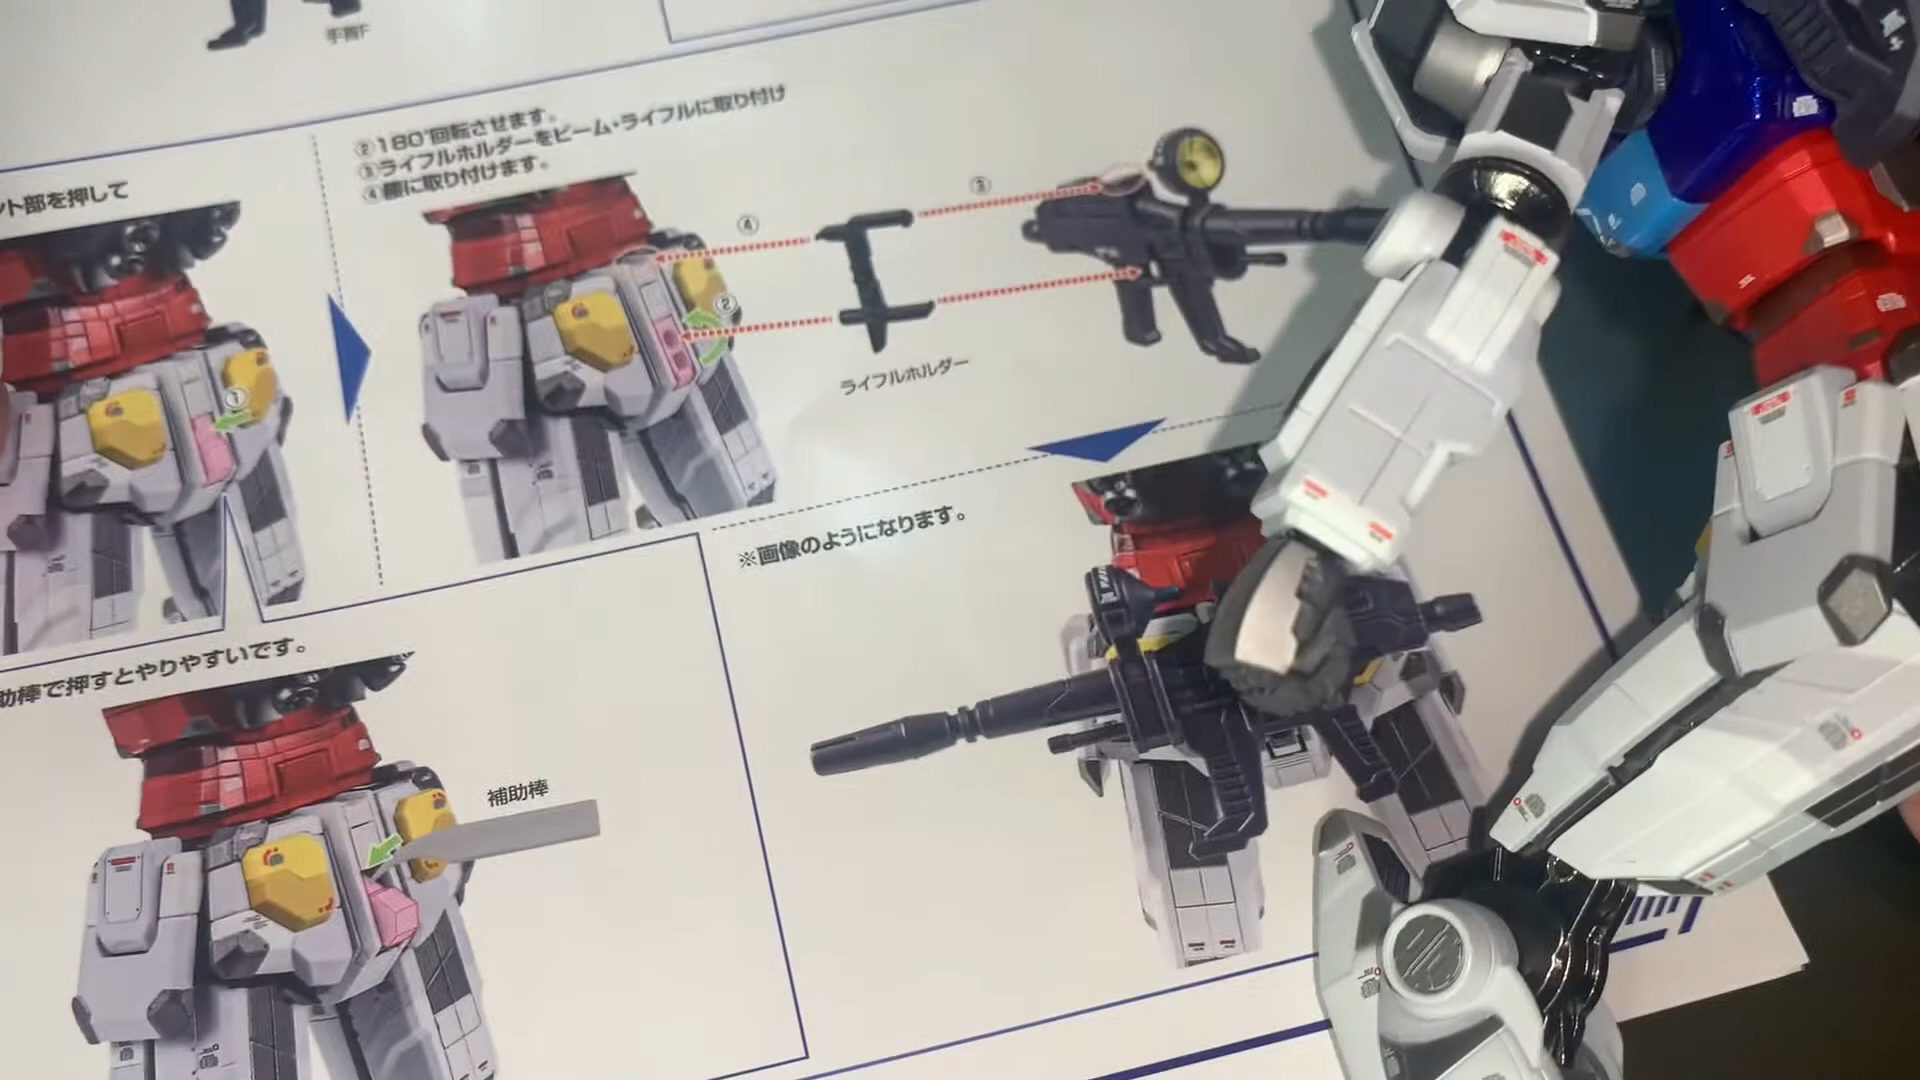 手首F
ト部を押して
②180°回転させます。
③ライフルホルダーをビーム・ライフルに取り付け
④腰に取り付けます。
③
④
②
①
ライフルホルダー
※画像のようになります。
助棒で押すとやりやすいです。
補助棒